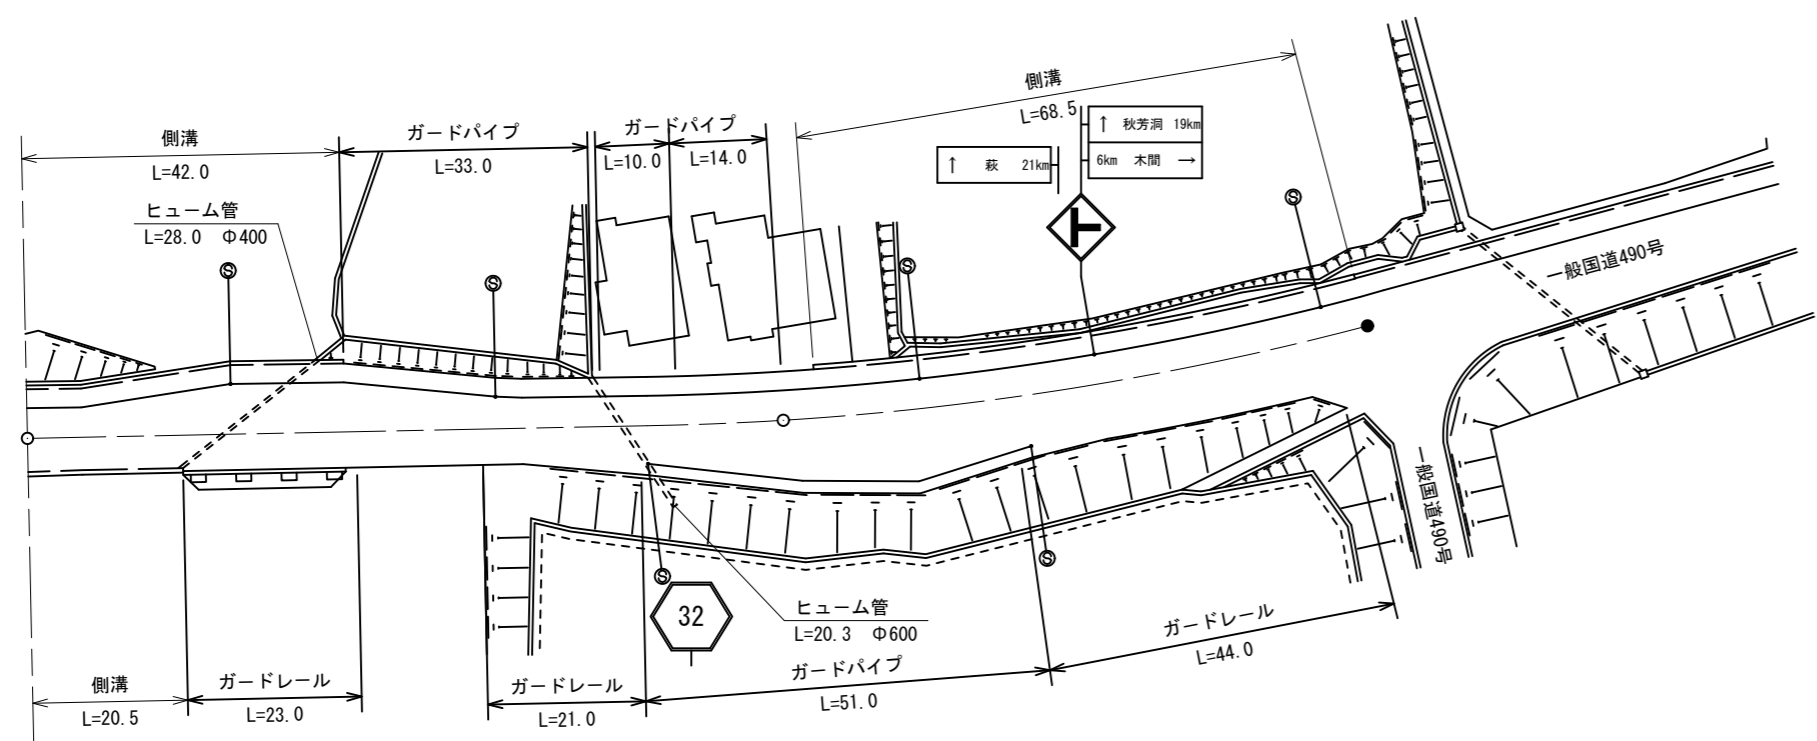 側溝
L=42.0
ガードパイプ
L=33.0
ガードパイプ
L=10.0
L=14.0
側溝
L=68.5
↑ 秋芳洞 19km
6km 木間 →
↑ 萩 21km
ヒューム管
L=28.0 Φ400
S
S
S
S
一般国道490号
一般国道490号
S
S
32
ヒューム管
L=20.3 Φ600
側溝
L=20.5
ガードレール
L=23.0
ガードレール
L=21.0
ガードパイプ
L=51.0
ガードレール
L=44.0